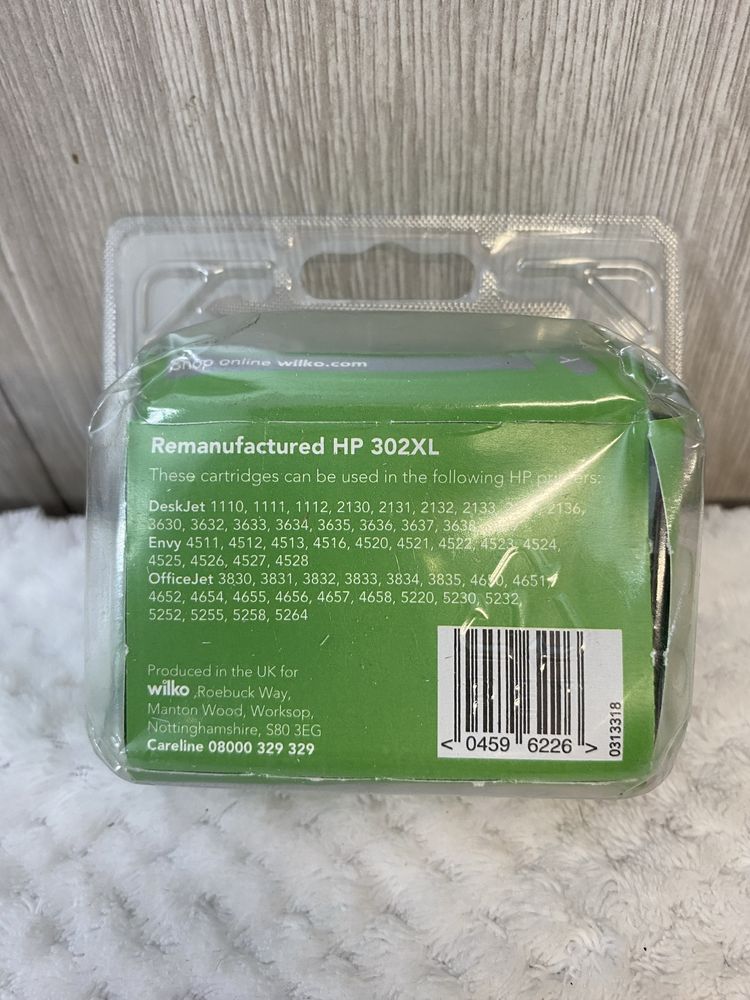 Shop online wilko.com
Remanufactured HP 302XL
These cartridges can be used in the following HP printers:
DeskJet 1110, 1111, 1112, 2130, 2131, 2132, 2133, 2136,
3630, 3632, 3633, 3634, 3635, 3636, 3637, 3638,
Envy 4511, 4512, 4513, 4516, 4520, 4521, 4522, 4523, 4524,
4525, 4526, 4527, 4528
OfficeJet 3830, 3831, 3832, 3833, 3834, 3835, 4650, 4651,
4652, 4654, 4655, 4656, 4657, 4658, 5220, 5230, 5232,
5252, 5255, 5258, 5264
Produced in the UK for
wilko ,Roebuck Way,
Manton Wood, Worksop,
Nottinghamshire, S80 3EG
Careline 08000 329 329
< 0459 6226 >
0313318